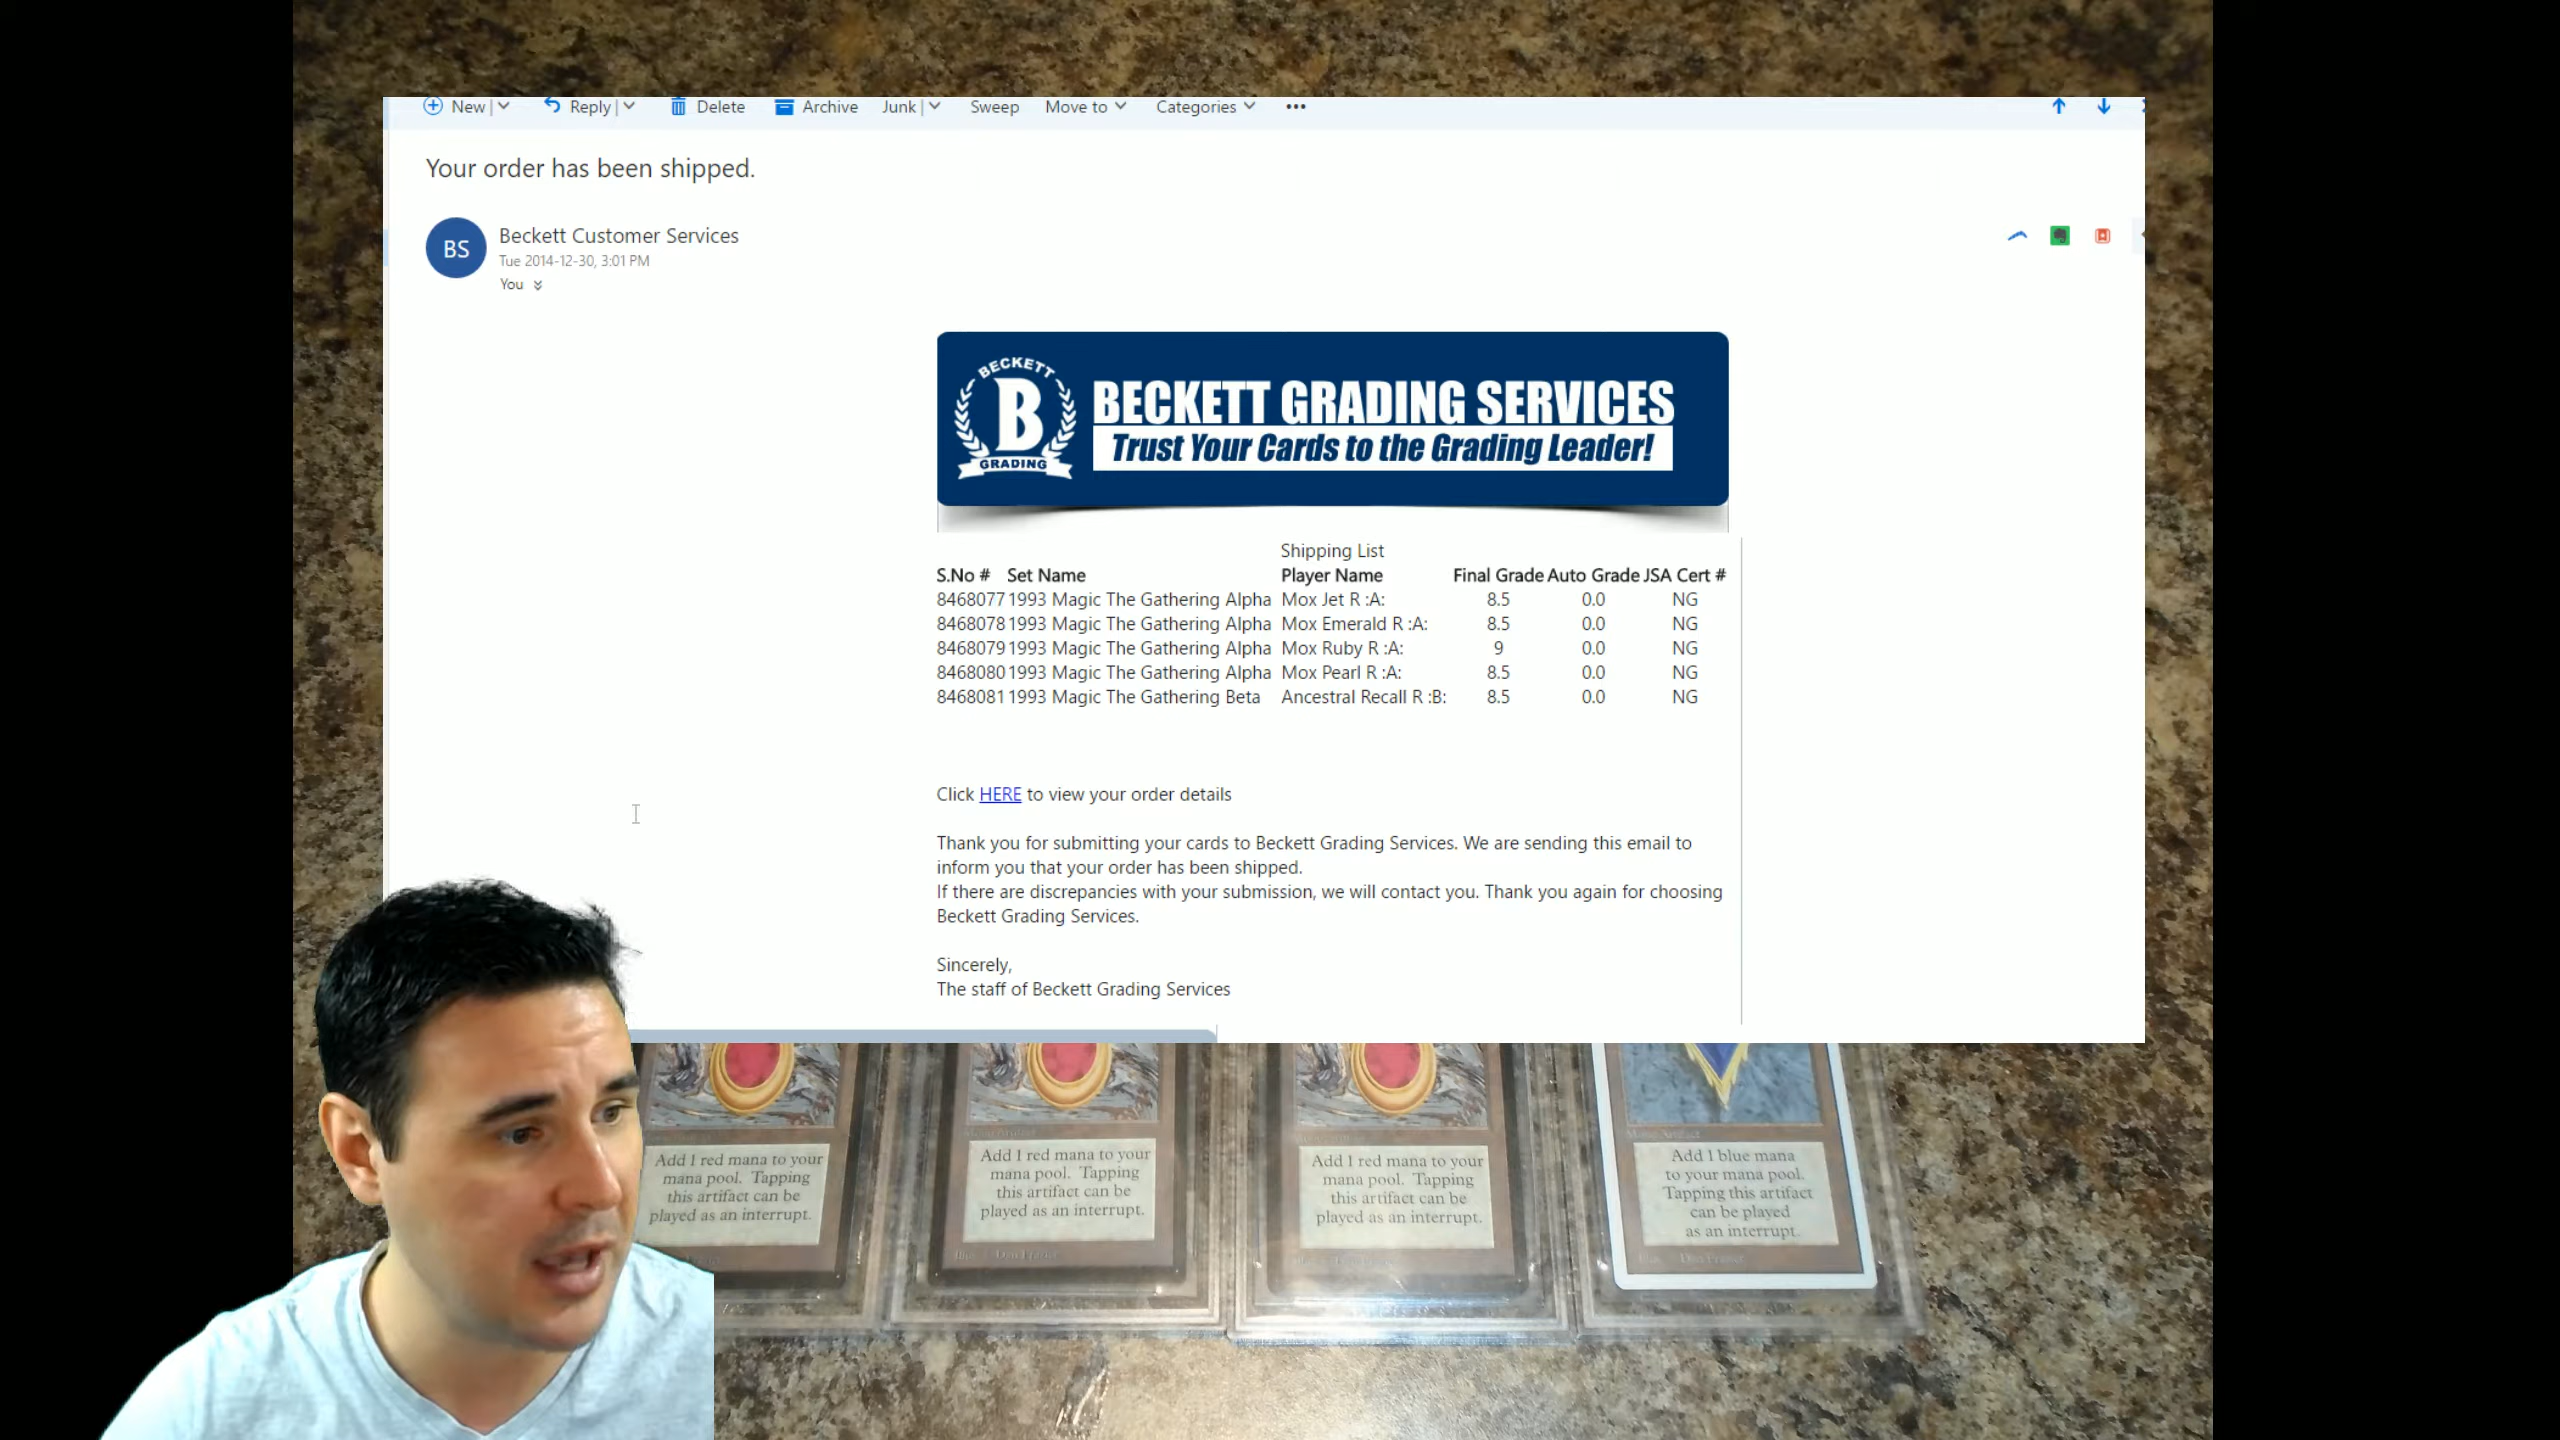 New | Reply | Delete Archive Junk | Sweep Move to Categories •••
Your order has been shipped.
BS
Beckett Customer Services
Tue 2014-12-30, 3:01 PM
You
BECKETT
B
GRADING
BECKETT GRADING SERVICES
Trust Your Cards to the Grading Leader!
Shipping List
S.No # Set Name Player Name Final Grade Auto Grade JSA Cert #
8468077 1993 Magic The Gathering Alpha Mox Jet R :A: 8.5 0.0 NG
8468078 1993 Magic The Gathering Alpha Mox Emerald R :A: 8.5 0.0 NG
8468079 1993 Magic The Gathering Alpha Mox Ruby R :A: 9 0.0 NG
8468080 1993 Magic The Gathering Alpha Mox Pearl R :A: 8.5 0.0 NG
8468081 1993 Magic The Gathering Beta Ancestral Recall R :B: 8.5 0.0 NG
Click HERE to view your order details
Thank you for submitting your cards to Beckett Grading Services. We are sending this email to
inform you that your order has been shipped.
If there are discrepancies with your submission, we will contact you. Thank you again for choosing
Beckett Grading Services.
Sincerely,
The staff of Beckett Grading Services
Add 1 red mana to your
mana pool. Tapping
this artifact can be
played as an interrupt.
Add 1 red mana to your
mana pool. Tapping
this artifact can be
played as an interrupt.
Illus. Dan Frazier
Add 1 red mana to your
mana pool. Tapping
this artifact can be
played as an interrupt.
Add 1 blue mana
to your mana pool.
Tapping this artifact
can be played
as an interrupt.
Illus. Dan Frazier